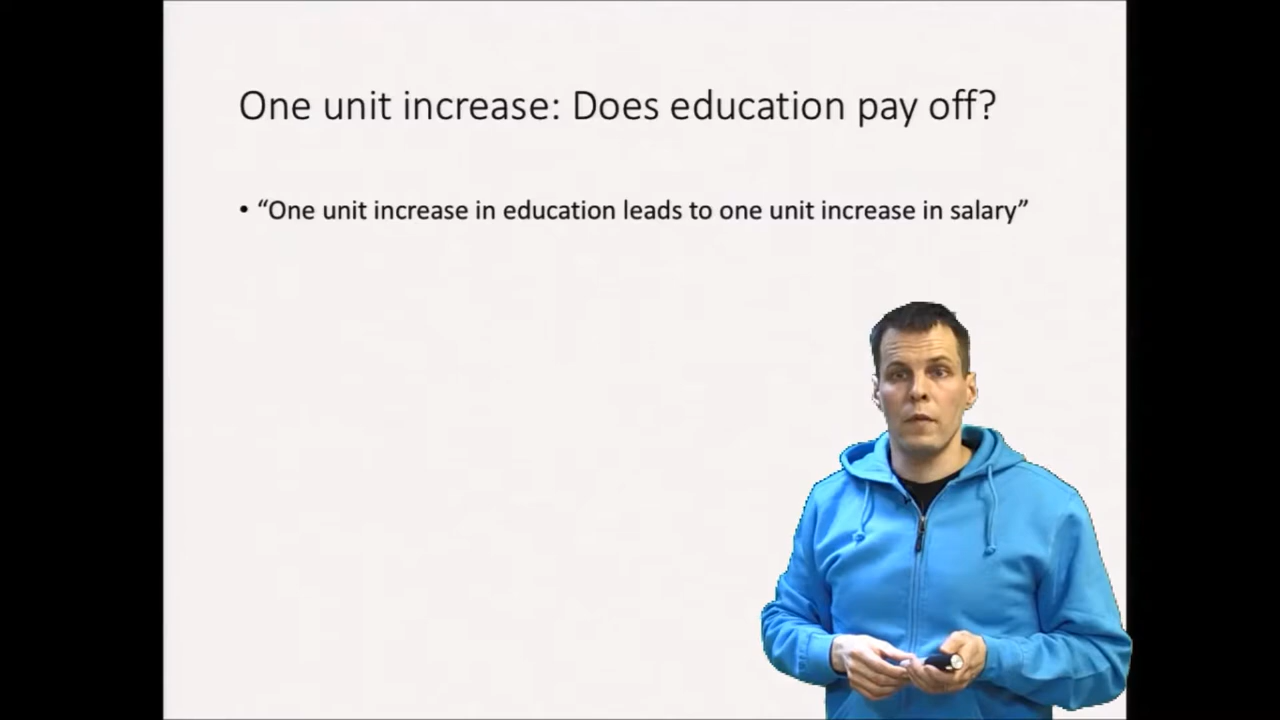 One unit increase: Does education pay off?
• “One unit increase in education leads to one unit increase in salary”